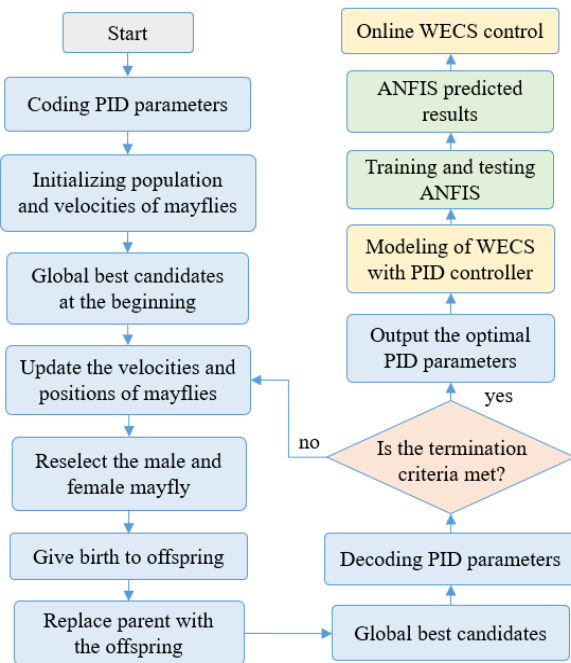 Start
Coding PID parameters
Initializing population
and velocities of mayflies
Global best candidates
at the beginning
Update the velocities and
positions of mayflies
Reselect the male and
female mayfly
Give birth to offspring
Replace parent with
the offspring
Global best candidates
Decoding PID parameters
Is the termination
criteria met?
no
yes
Output the optimal
PID parameters
Modeling of WECS
with PID controller
Training and testing
ANFIS
ANFIS predicted
results
Online WECS control